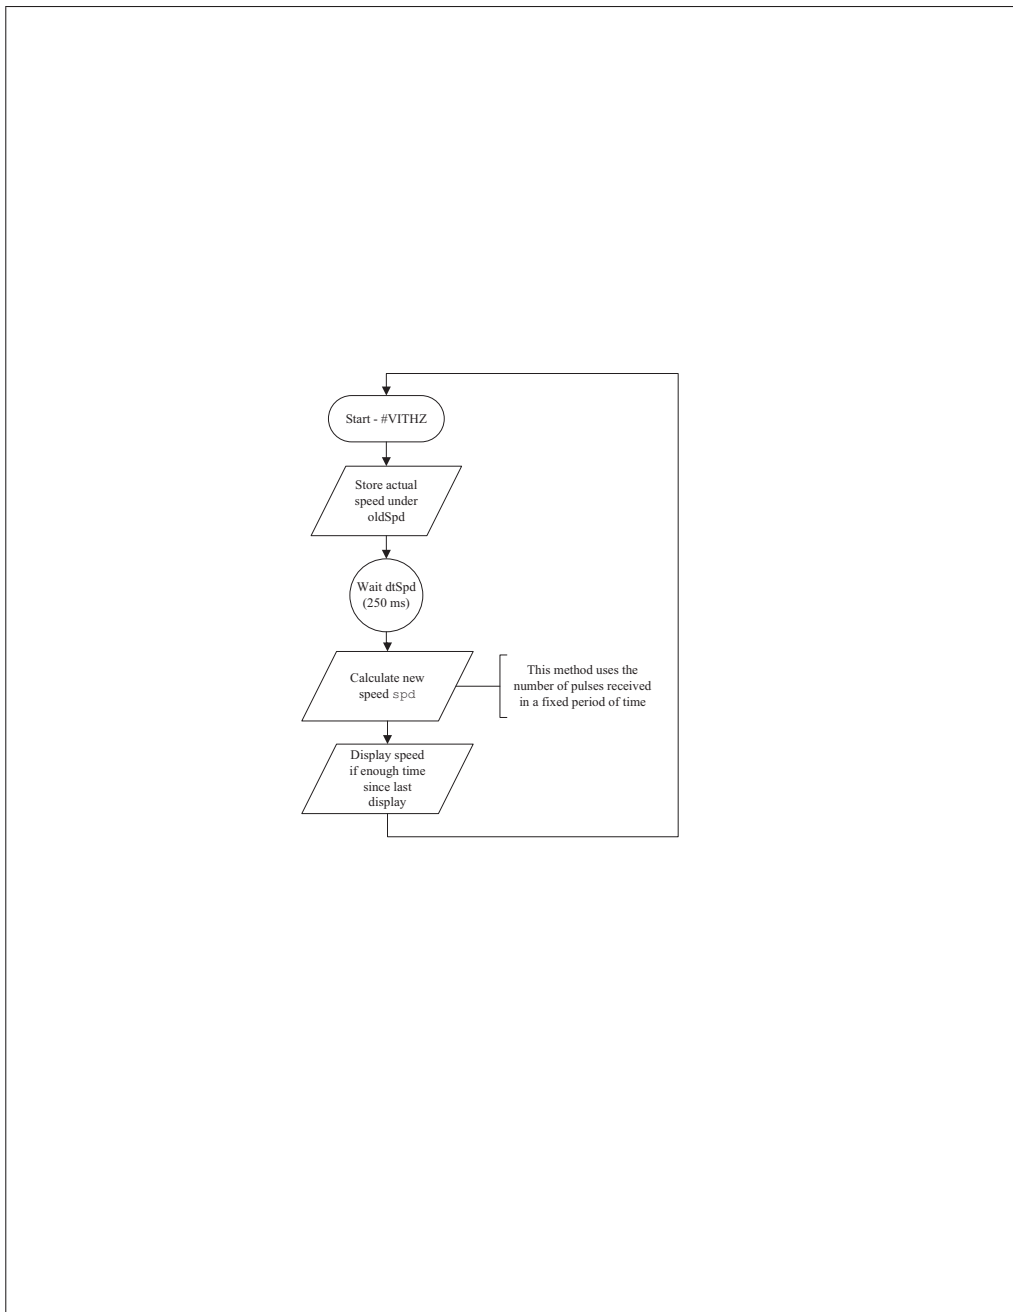 Start - #VITHZ
Store actual
speed under
oldSpd
Wait dtSpd
(250 ms)
Calculate new
speed spd
This method uses the
number of pulses received
in a fixed period of time
Display speed
if enough time
since last
display